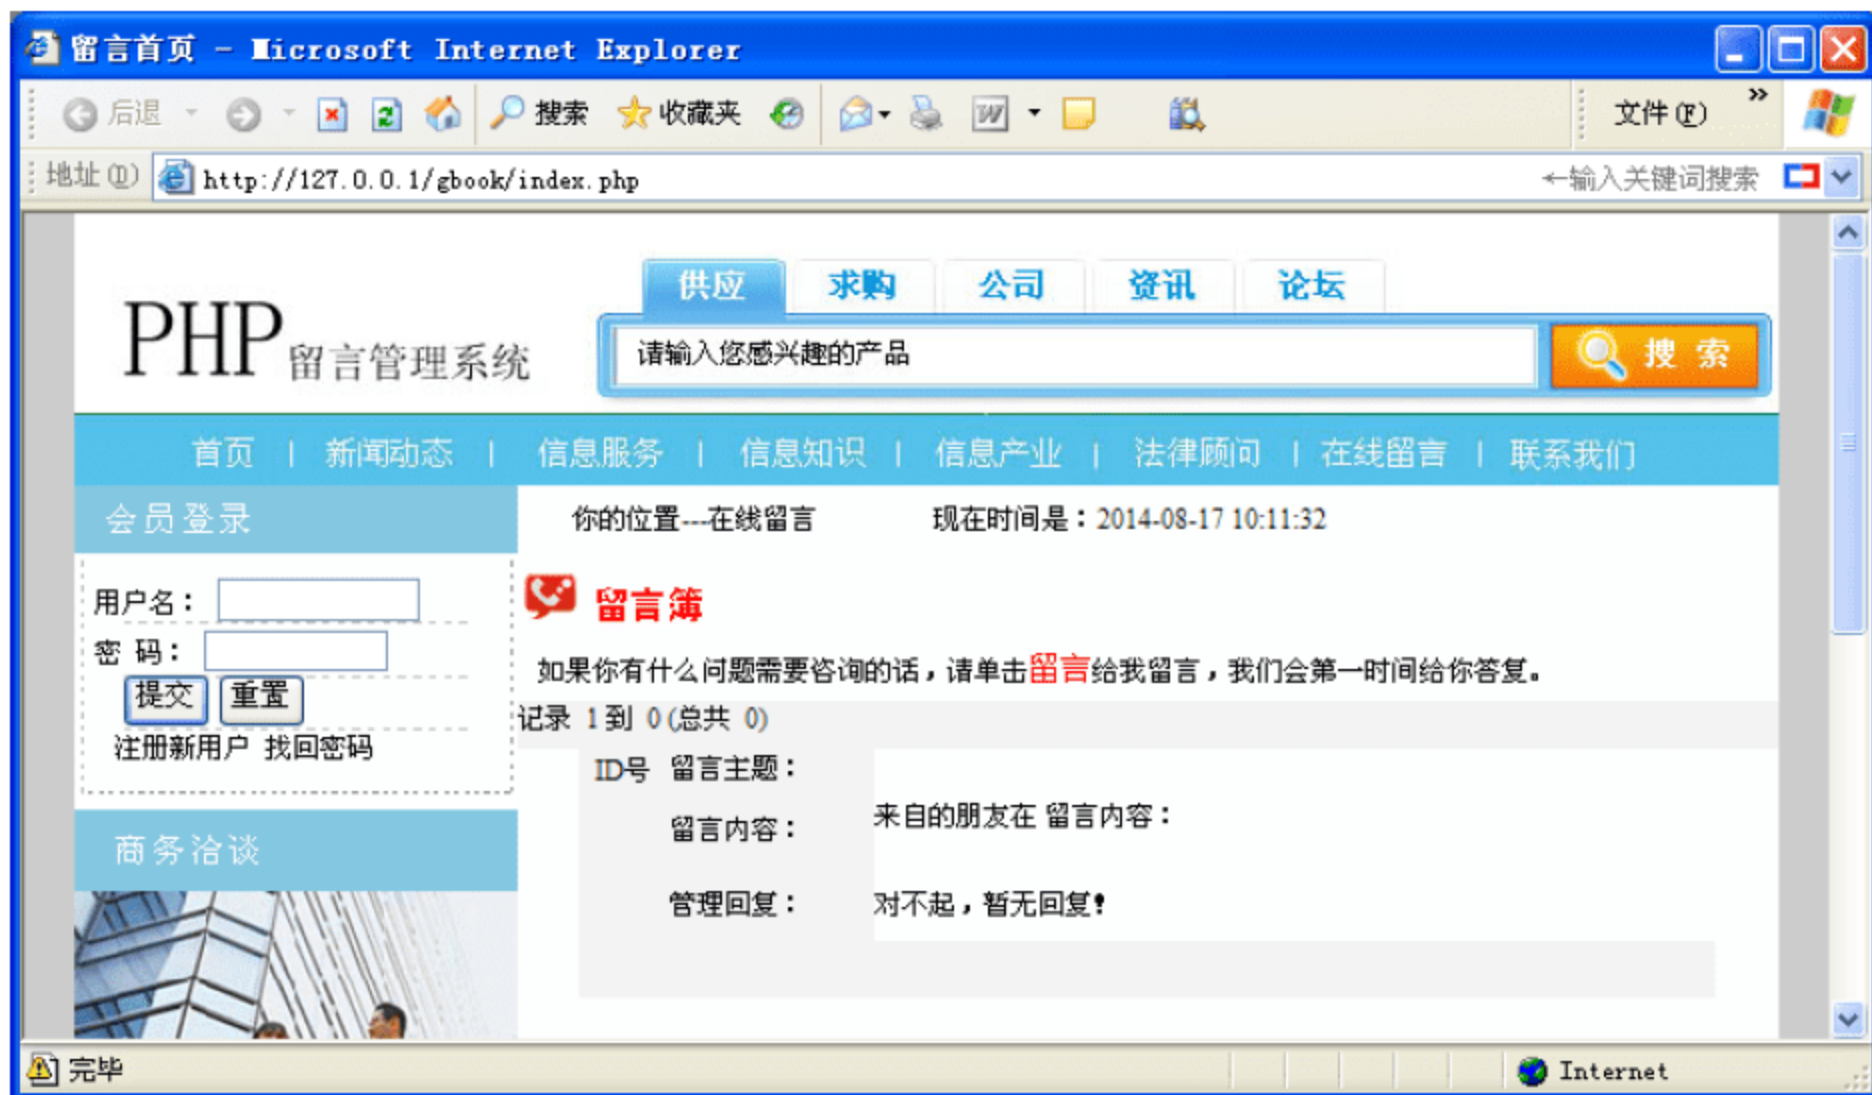 留言首页 - Microsoft Internet Explorer
后退 搜索 收藏夹 文件(F) »
地址(D) http://127.0.0.1/gbook/index.php ←输入关键词搜索
供应 求购 公司 资讯 论坛
PHP留言管理系统
请输入您感兴趣的产品 搜 索
首页 | 新闻动态 | 信息服务 | 信息知识 | 信息产业 | 法律顾问 | 在线留言 | 联系我们
会员登录
你的位置---在线留言 现在时间是：2014-08-17 10:11:32
用户名：
密 码：
提交 重置
注册新用户 找回密码
留言簿
如果你有什么问题需要咨询的话，请单击留言给我留言，我们会第一时间给你答复。
记录 1 到 0 (总共 0)
ID号 留言主题：
留言内容： 来自的朋友在 留言内容：
管理回复： 对不起，暂无回复！
商务洽谈
完毕 Internet